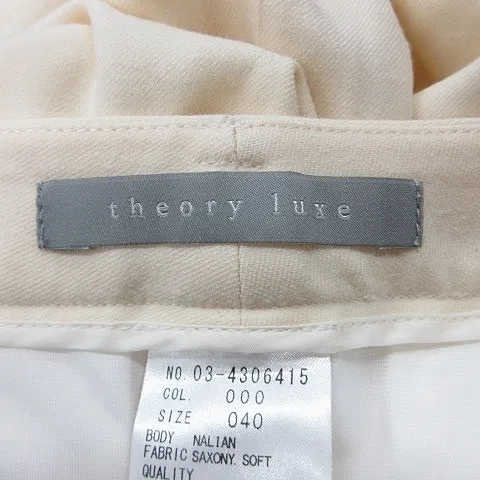 theory luxe
NO. 03-4306415
COL. 000
SIZE 040
BODY NALIAN
FABRIC SAXONY. SOFT
QUALITY